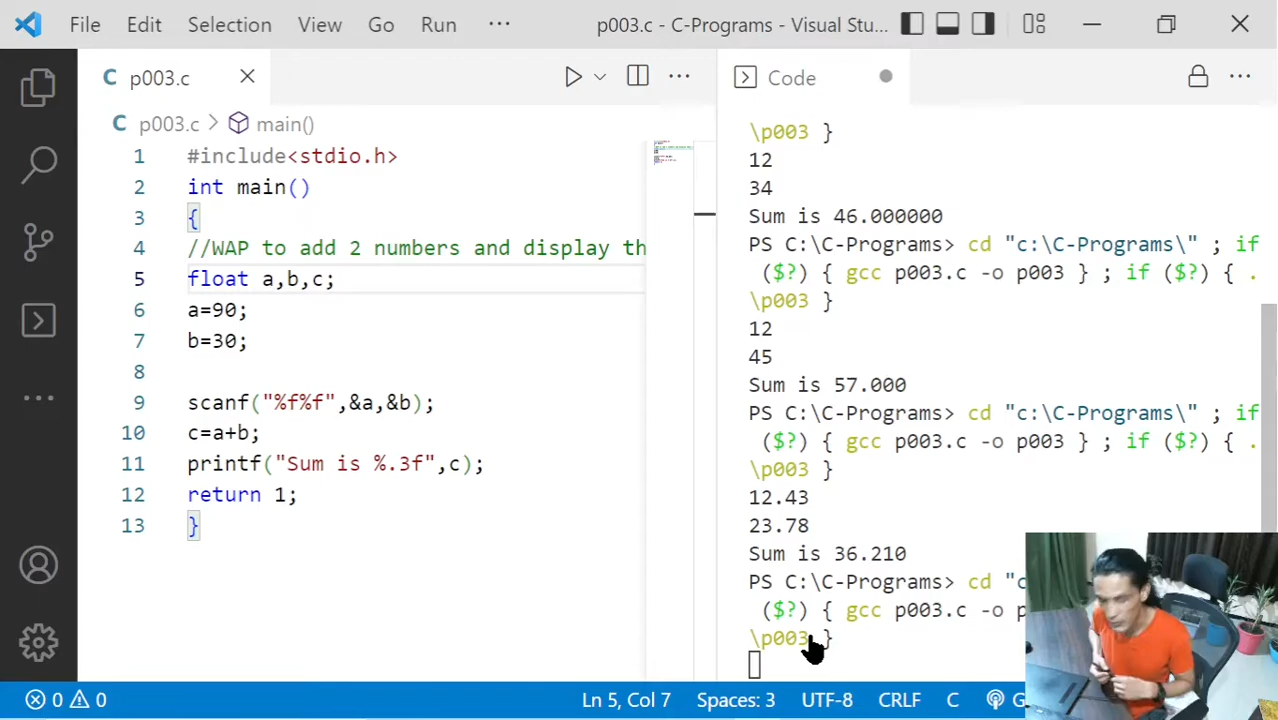 File Edit Selection View Go Run ··· p003.c - C-Programs - Visual Stu...
C p003.c
Code
C p003.c > main()
1 #include<stdio.h>
2 int main()
3 {
4 //WAP to add 2 numbers and display th
5 float a,b,c;
6 a=90;
7 b=30;
8
9 scanf("%f%f",&a,&b);
10 c=a+b;
11 printf("Sum is %.3f",c);
12 return 1;
13 }
\p003 }
12
34
Sum is 46.000000
PS C:\C-Programs> cd "c:\C-Programs\" ; if
($?) { gcc p003.c -o p003 } ; if ($?) { .
\p003 }
12
45
Sum is 57.000
PS C:\C-Programs> cd "c:\C-Programs\" ; if
($?) { gcc p003.c -o p003 } ; if ($?) { .
\p003 }
12.43
23.78
Sum is 36.210
PS C:\C-Programs> cd "c
($?) { gcc p003.c -o p
\p003 }
0 0 Ln 5, Col 7 Spaces: 3 UTF-8 CRLF C G